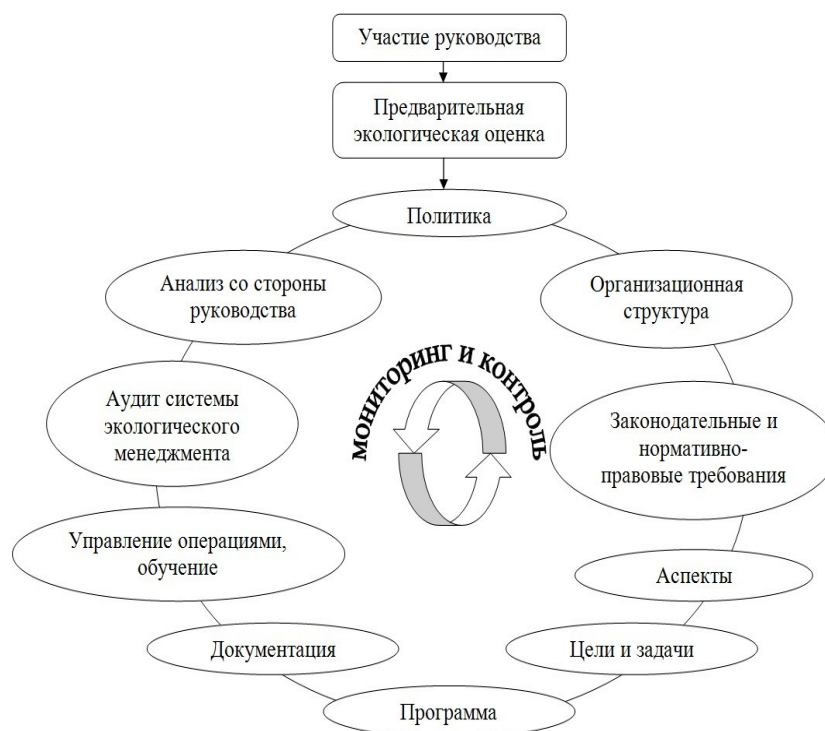 Участие руководства
Предварительная
экологическая оценка
Политика
Анализ со стороны
руководства
Организационная
структура
мониторинг и контроль
Аудит системы
экологического
менеджмента
Законодательные и
нормативно-
правовые требования
Управление операциями,
обучение
Аспекты
Документация
Цели и задачи
Программа